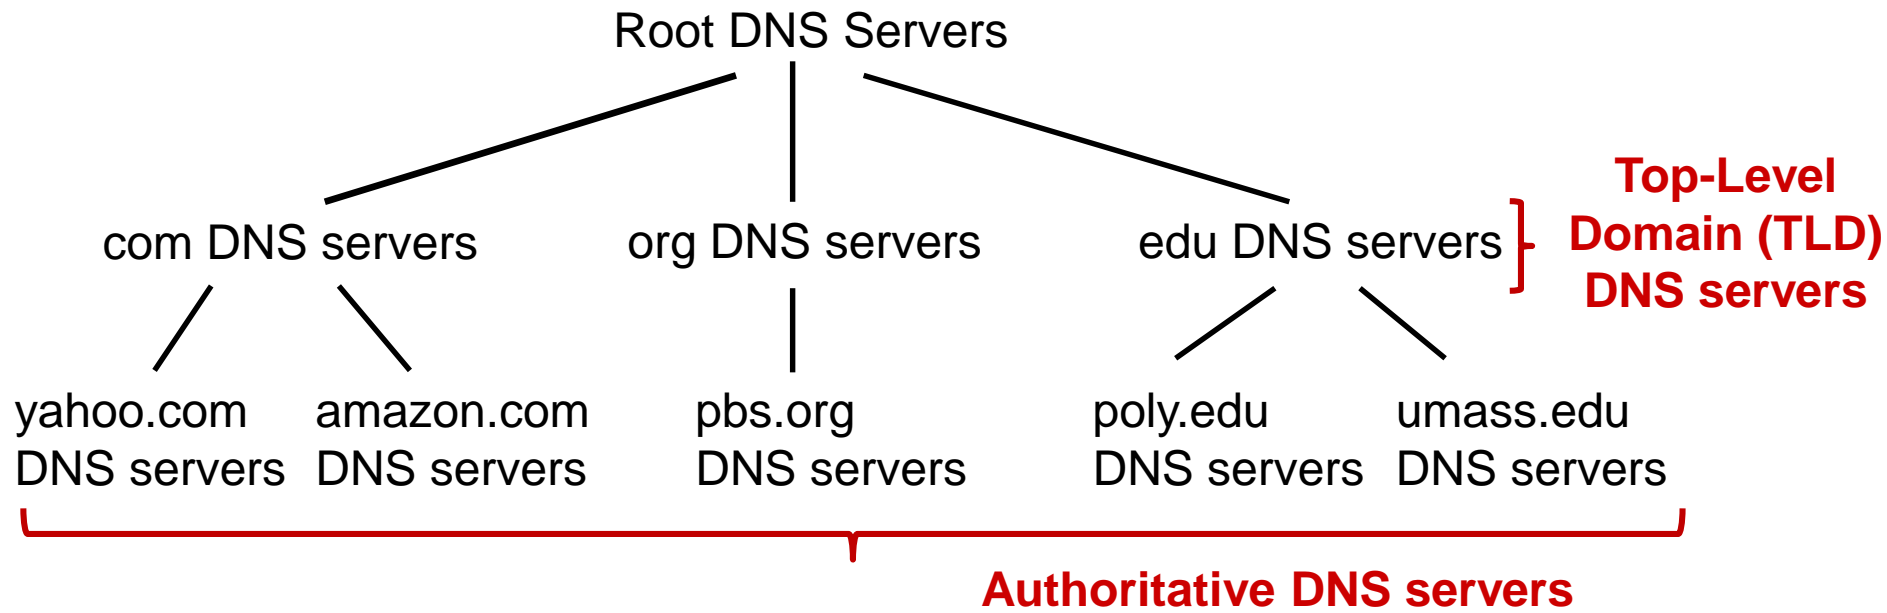 Root DNS Servers
com DNS servers
org DNS servers
edu DNS servers
Top-Level
Domain (TLD)
DNS servers
yahoo.com
DNS servers
amazon.com
DNS servers
pbs.org
DNS servers
poly.edu
DNS servers
umass.edu
DNS servers
Authoritative DNS servers